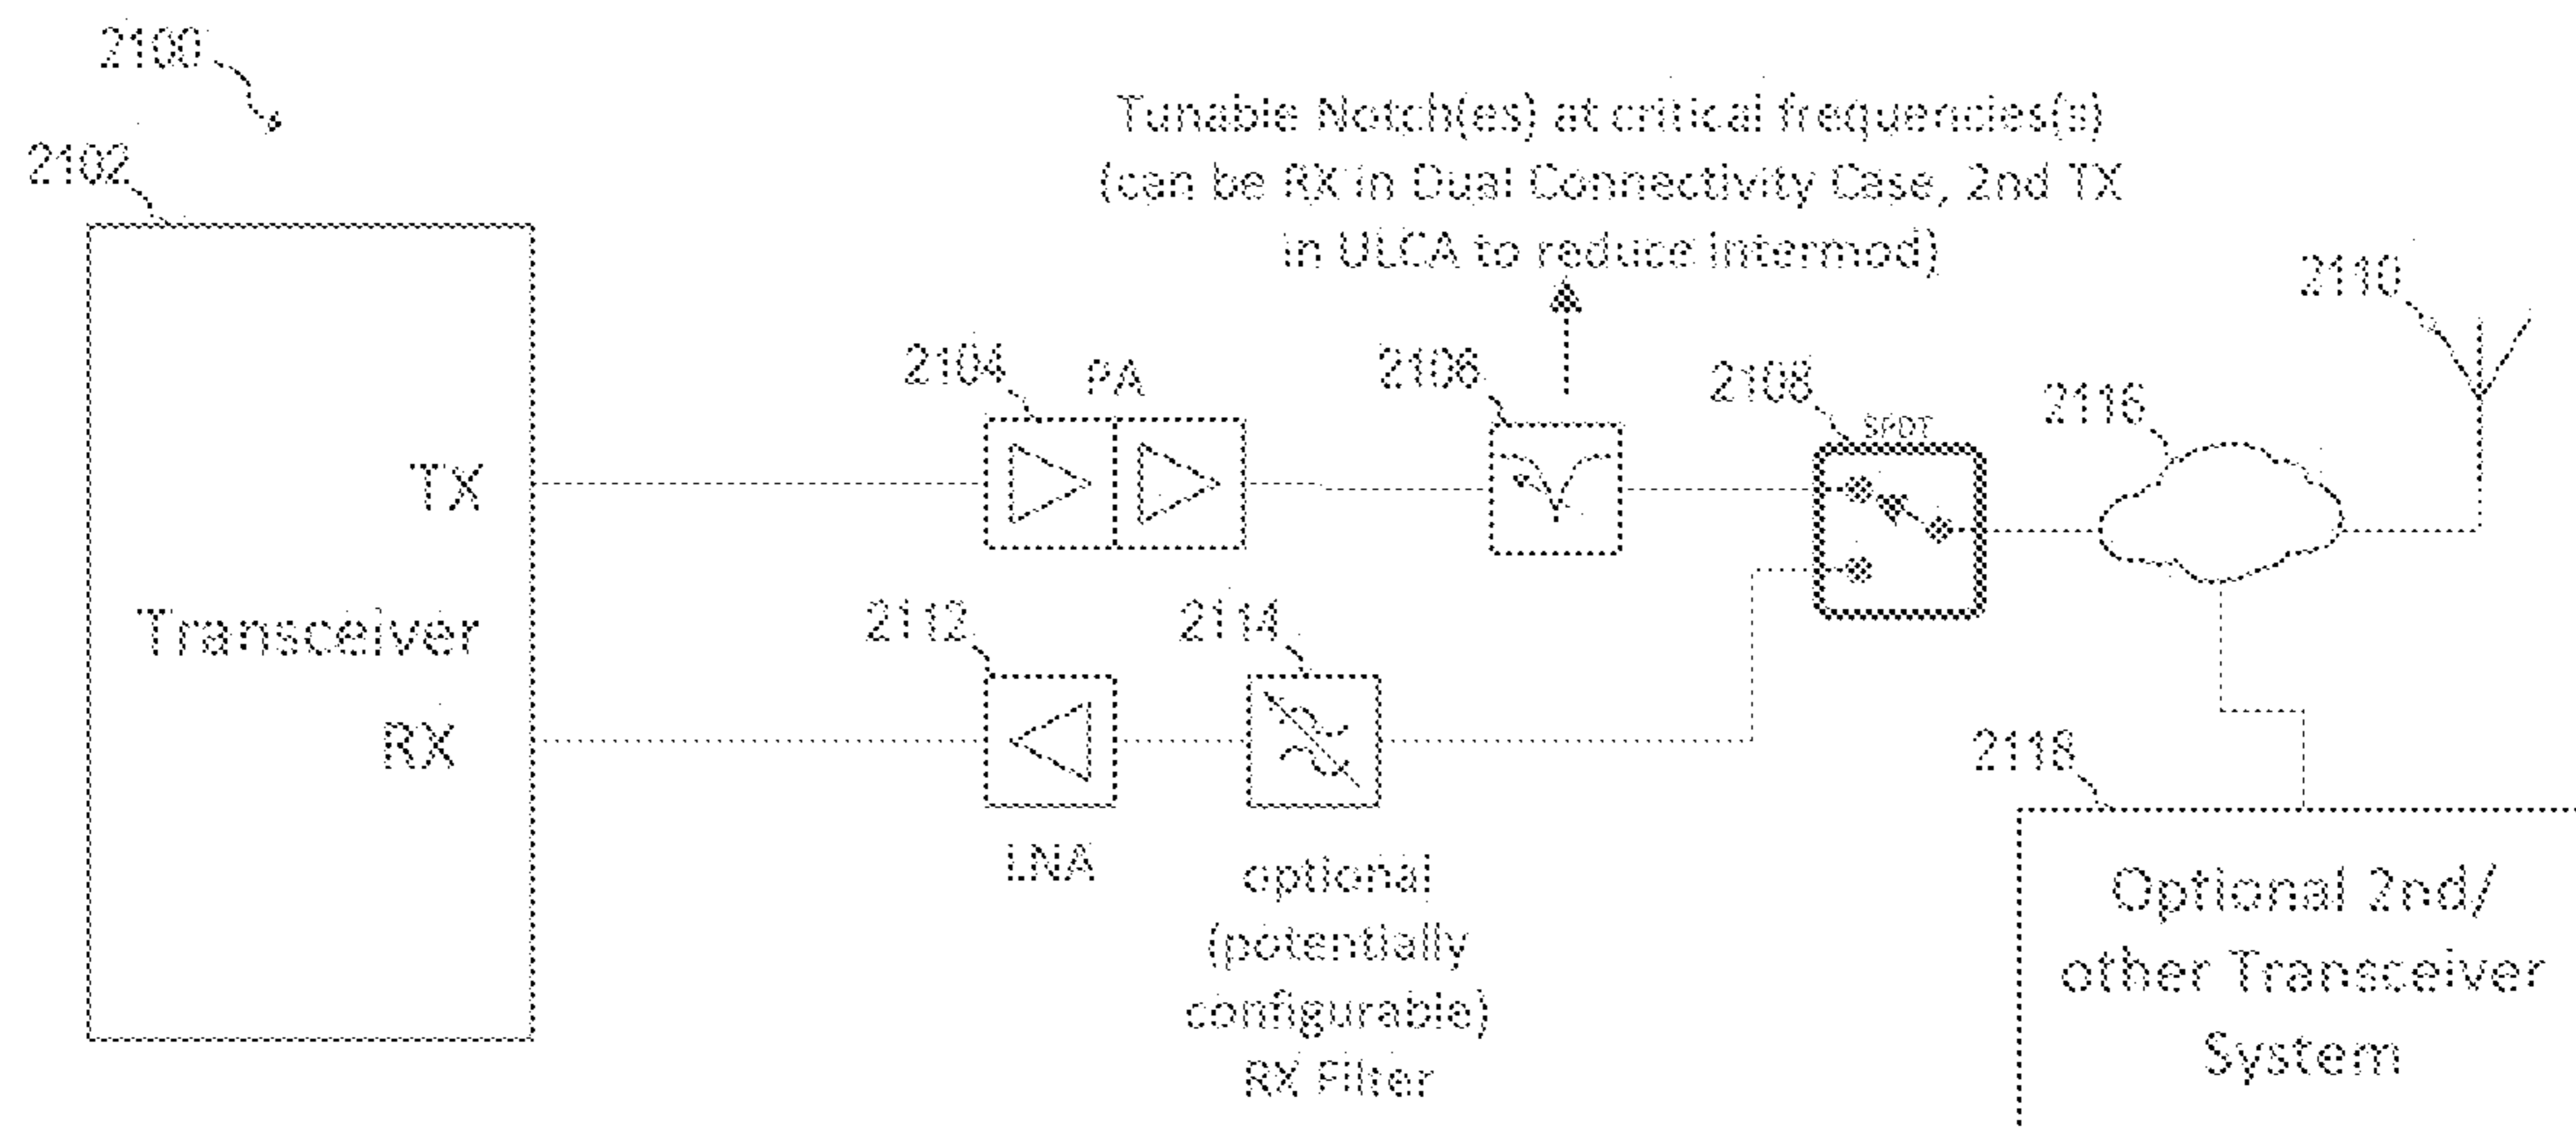 2100
2102
Tunable Notch(es) at critical frequencies(s)
(can be RX in Dual Connectivity Case, 2nd TX
in ULCA to reduce Intermod)
2110
2104
PA
2106
2108
SPDT
2116
TX
Transceiver
2112
2114
RX
2118
LNA
optional
(potentially
configurable)
RX Filter
Optional 2nd/
other Transceiver
System